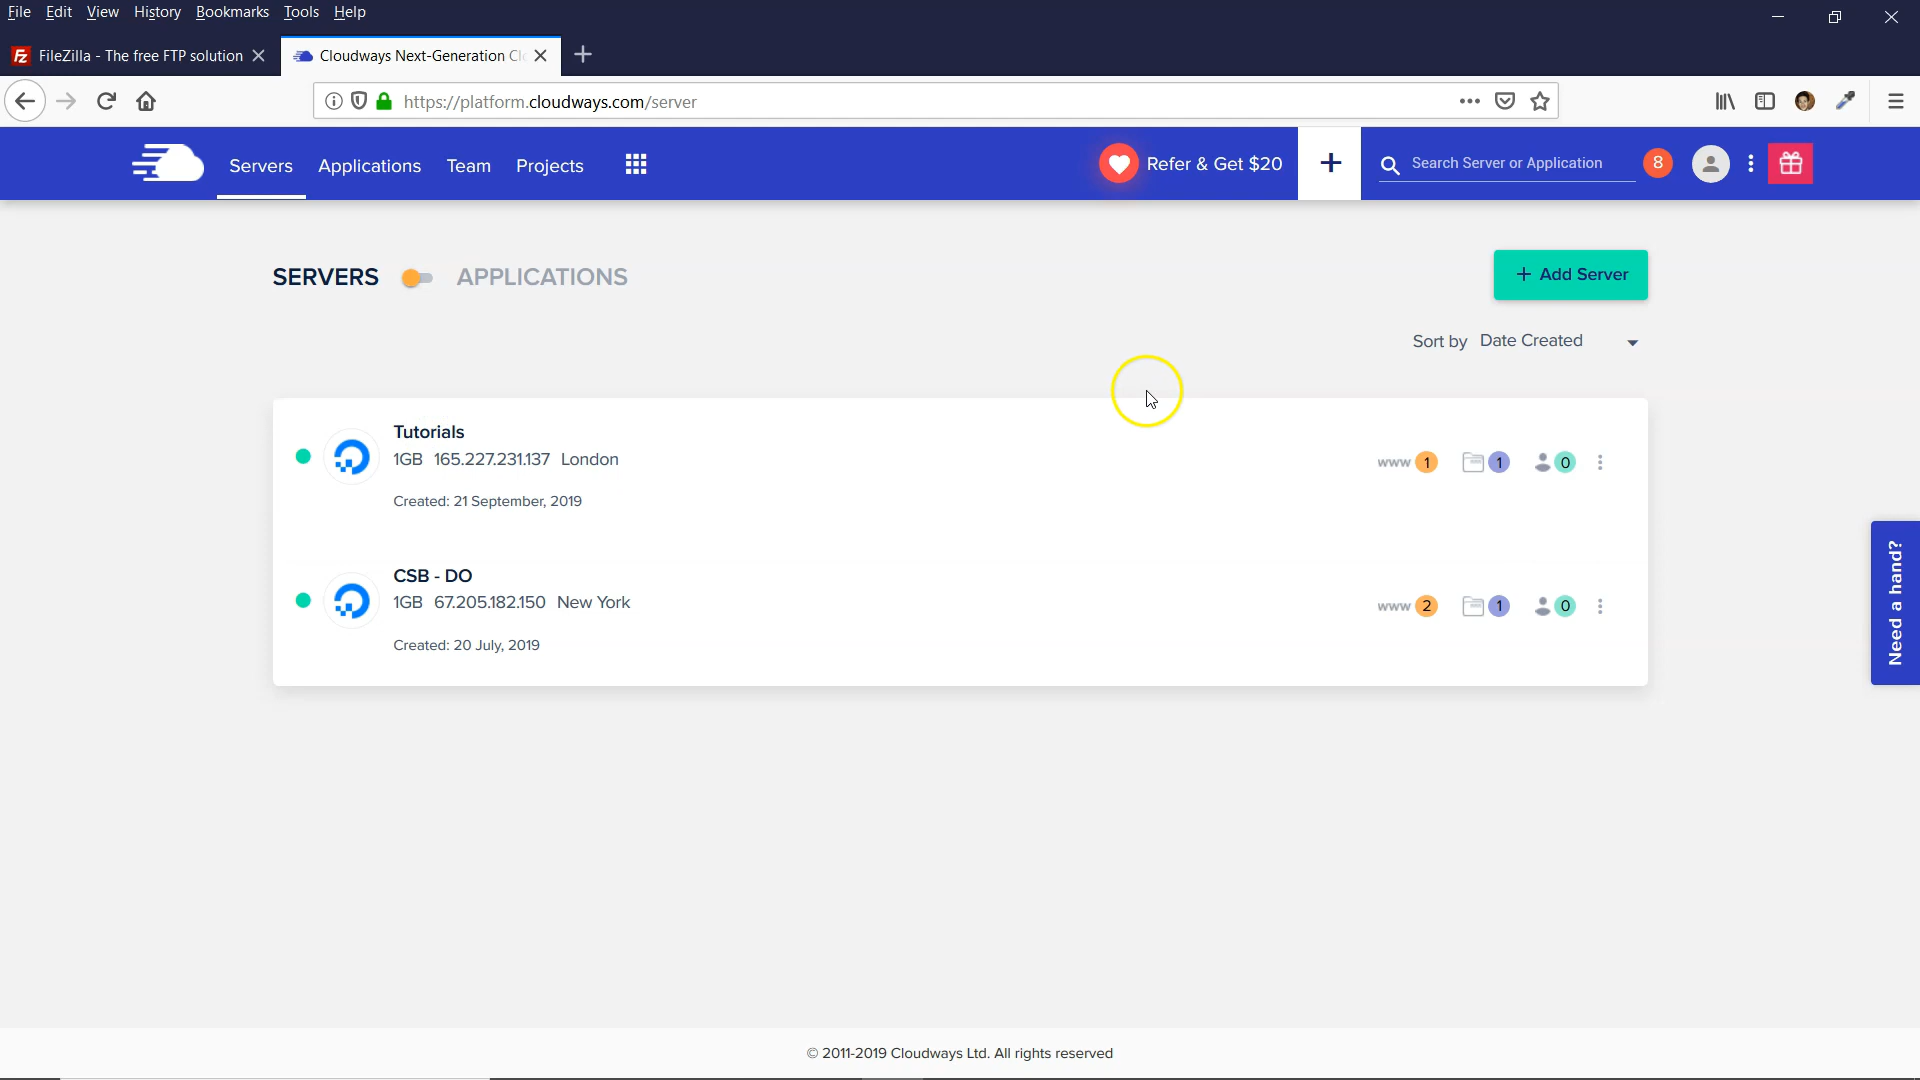 File Edit View History Bookmarks Tools Help
FileZilla - The free FTP solution
Cloudways Next-Generation Cl
https://platform.cloudways.com/server
Servers Applications Team Projects
Refer & Get $20
+
Search Server or Application
8
SERVERS APPLICATIONS
+ Add Server
Sort by Date Created
Tutorials
1GB 165.227.231.137 London
www 1 1 0
Created: 21 September, 2019
CSB - DO
1GB 67.205.182.150 New York
www 2 1 0
Created: 20 July, 2019
Need a hand?
© 2011-2019 Cloudways Ltd. All rights reserved